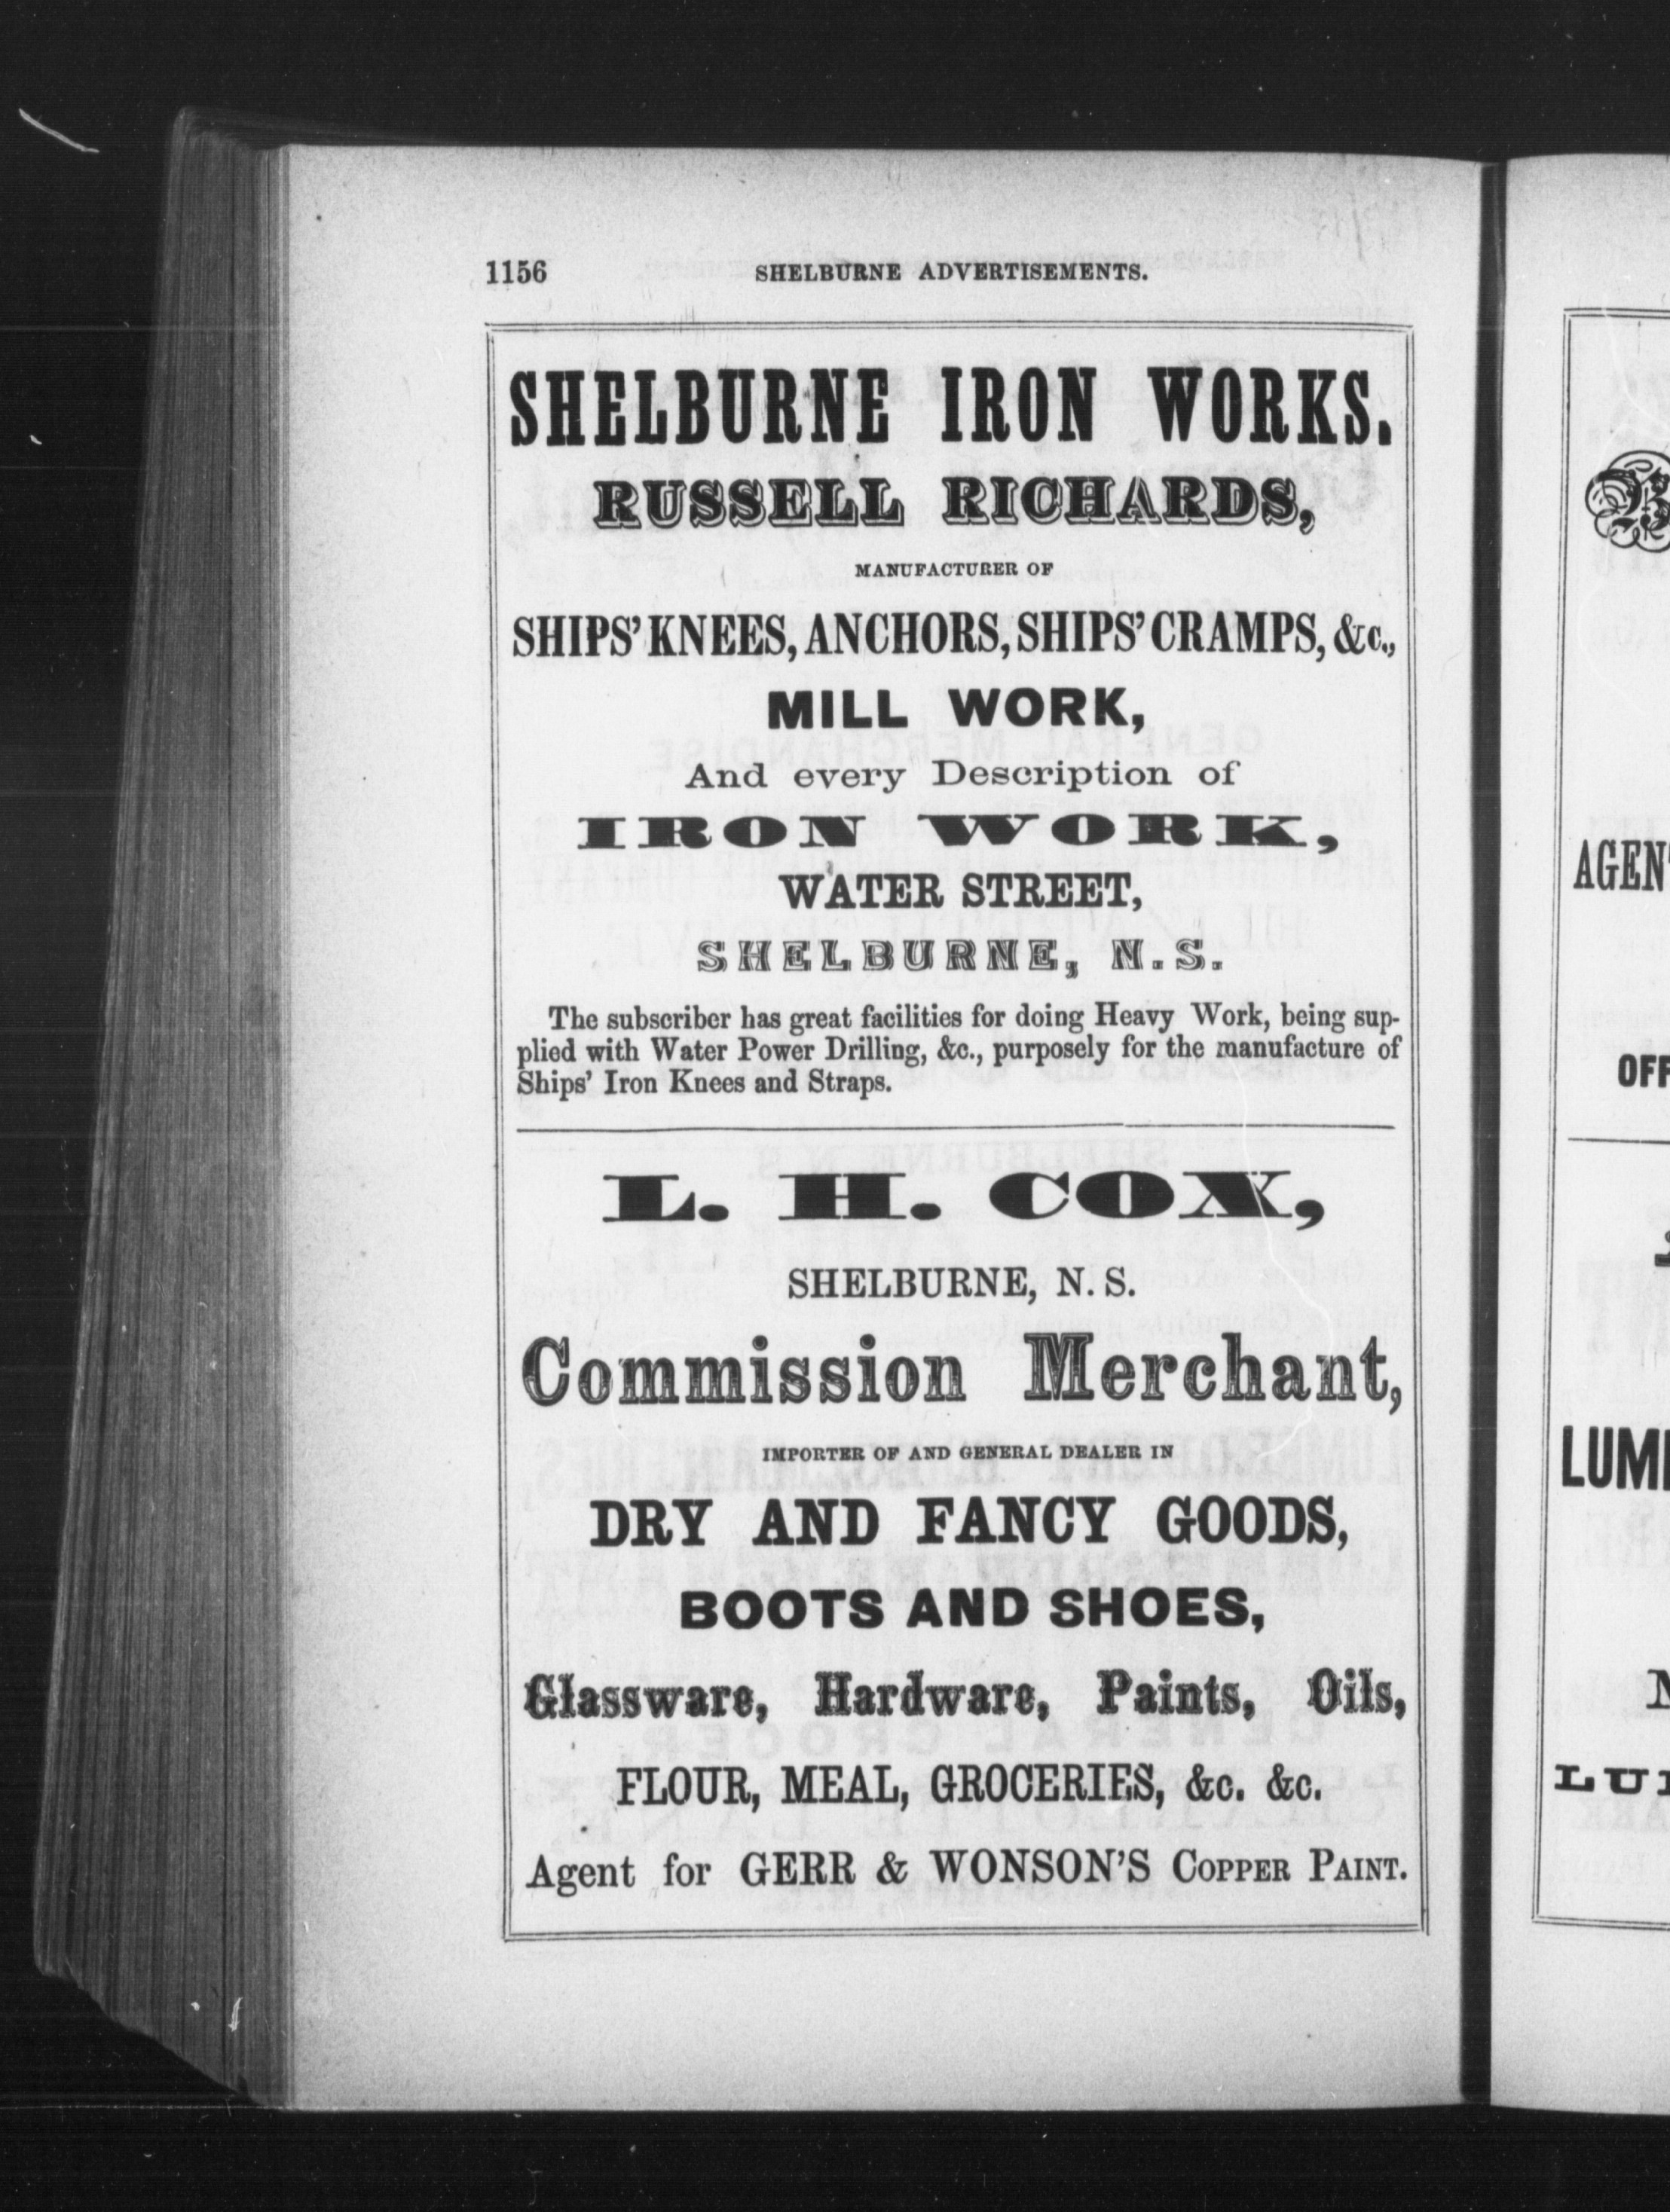 1156 SHELBURNE ADVERTISEMENTS.
SHELBURNE IRON WORKS.
RUSSELL RICHARDS,
MANUFACTURER OF
SHIPS' KNEES, ANCHORS, SHIPS' CRAMPS, &c.,
MILL WORK,
And every Description of
IRON WORK,
WATER STREET,
SHELBURNE, N.S.
The subscriber has great facilities for doing Heavy Work, being sup-
plied with Water Power Drilling, &c., purposely for the manufacture of
Ships' Iron Knees and Straps.
L. H. COX,
SHELBURNE, N. S.
Commission Merchant,
IMPORTER OF AND GENERAL DEALER IN
DRY AND FANCY GOODS,
BOOTS AND SHOES,
Glassware, Hardware, Paints, Oils,
FLOUR, MEAL, GROCERIES, &c. &c.
Agent for GERR & WONSON'S COPPER PAINT.
AGEN
OFF
LUM
LU